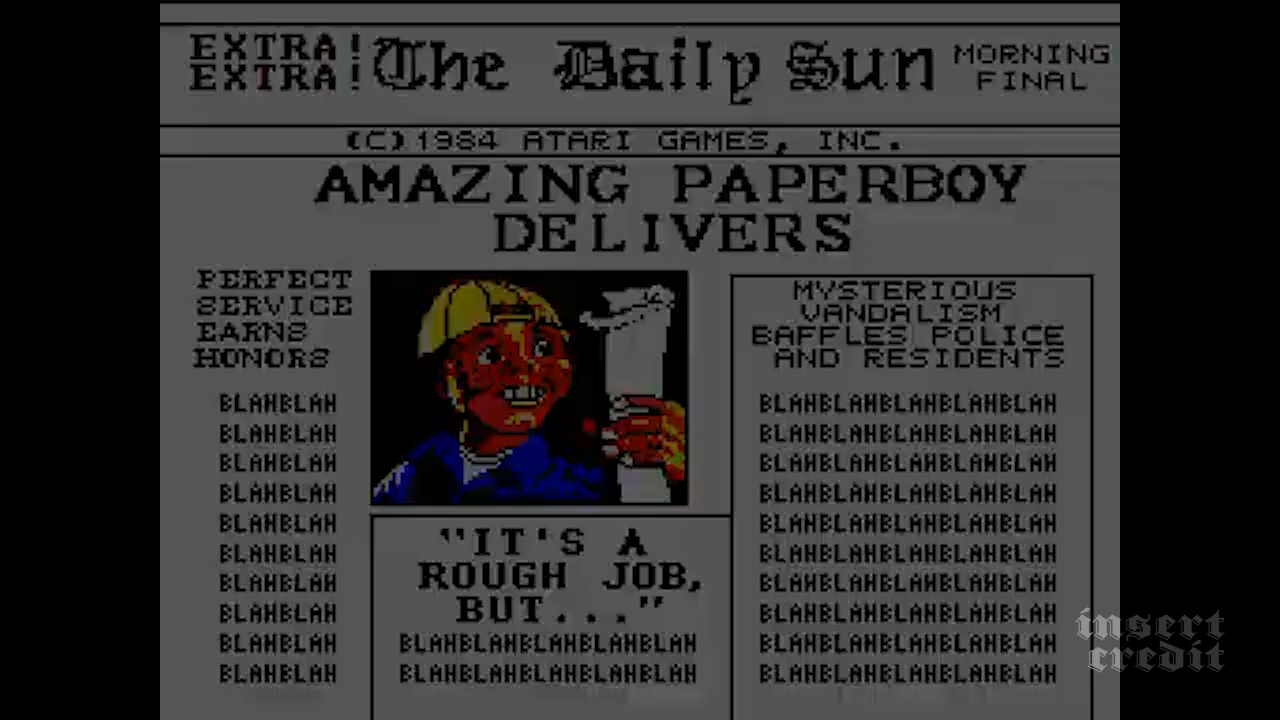 EXTRA!
EXTRA!
The Daily Sun
MORNING
FINAL
(C)1984 ATARI GAMES, INC.
AMAZING PAPERBOY
DELIVERS
PERFECT
SERVICE
EARNS
HONORS
BLAHBLAH
BLAHBLAH
BLAHBLAH
BLAHBLAH
BLAHBLAH
BLAHBLAH
BLAHBLAH
BLAHBLAH
BLAHBLAH
BLAHBLAH
"IT'S A
ROUGH JOB,
BUT..."
BLAHBLAHBLAHBLAHBLAH
BLAHBLAHBLAHBLAHBLAH
MYSTERIOUS
VANDALISM
BAFFLES POLICE
AND RESIDENTS
BLAHBLAHBLAHBLAHBLAH
BLAHBLAHBLAHBLAHBLAH
BLAHBLAHBLAHBLAHBLAH
BLAHBLAHBLAHBLAHBLAH
BLAHBLAHBLAHBLAHBLAH
BLAHBLAHBLAHBLAHBLAH
BLAHBLAHBLAHBLAHBLAH
BLAHBLAHBLAHBLAHBLAH
BLAHBLAHBLAHBLAHBLAH
BLAHBLAHBLAHBLAHBLAH
insert
credit